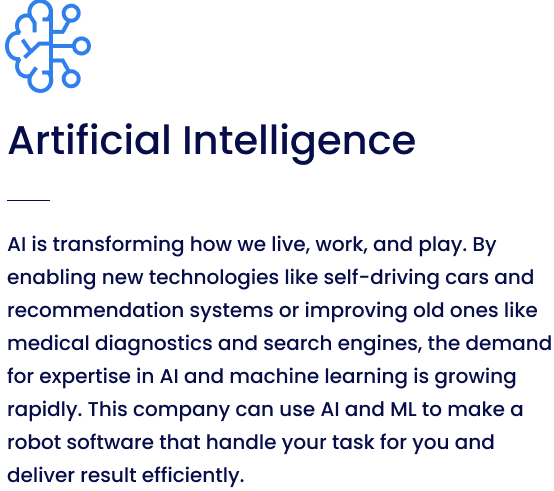 Artificial Intelligence
AI is transforming how we live, work, and play. By
enabling new technologies like self-driving cars and
recommendation systems or improving old ones like
medical diagnostics and search engines, the demand
for expertise in AI and machine learning is growing
rapidly. This company can use AI and ML to make a
robot software that handle your task for you and
deliver result efficiently.